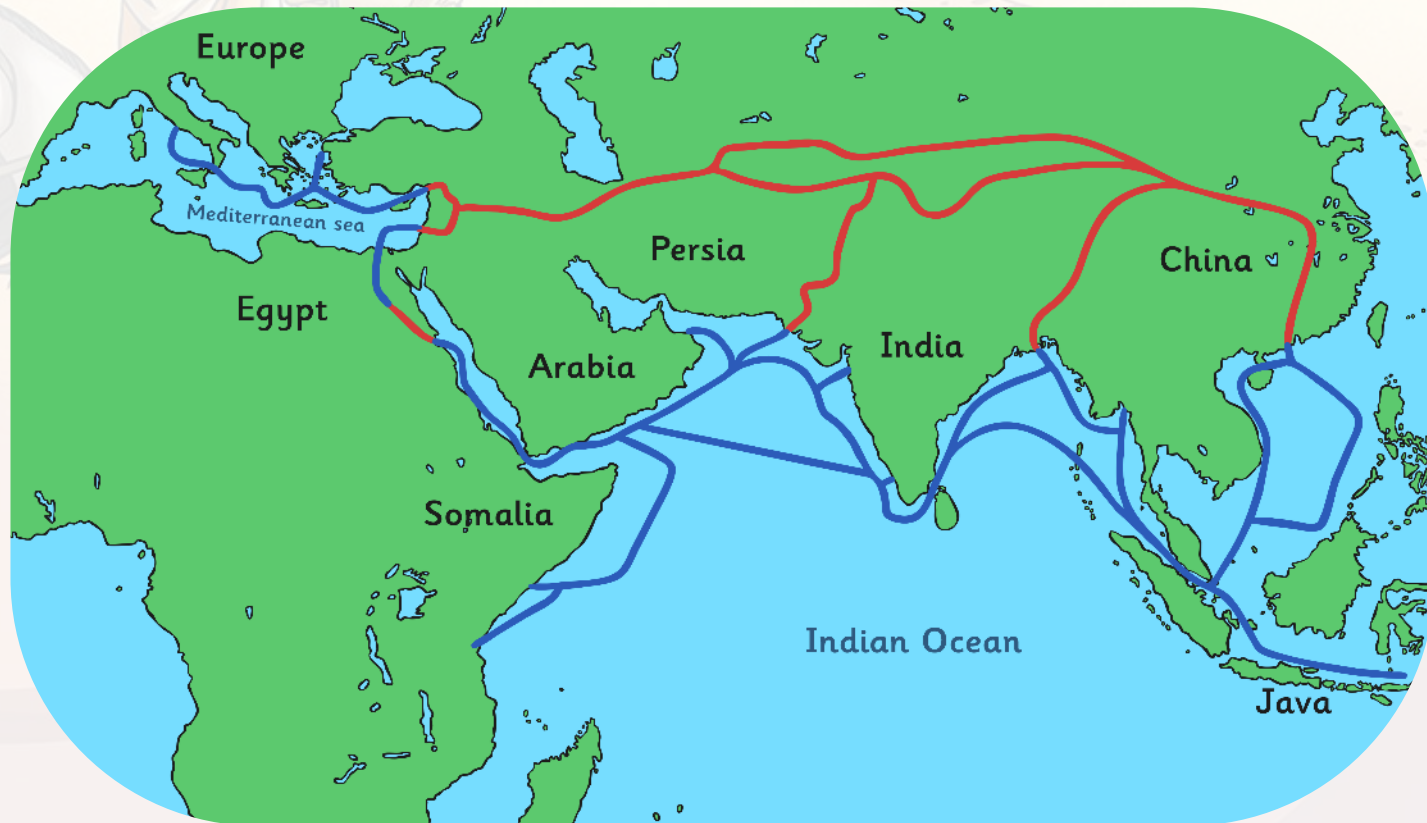 Europe
Mediterranean sea
Persia
China
Egypt
India
Arabia
Somalia
Indian Ocean
Java